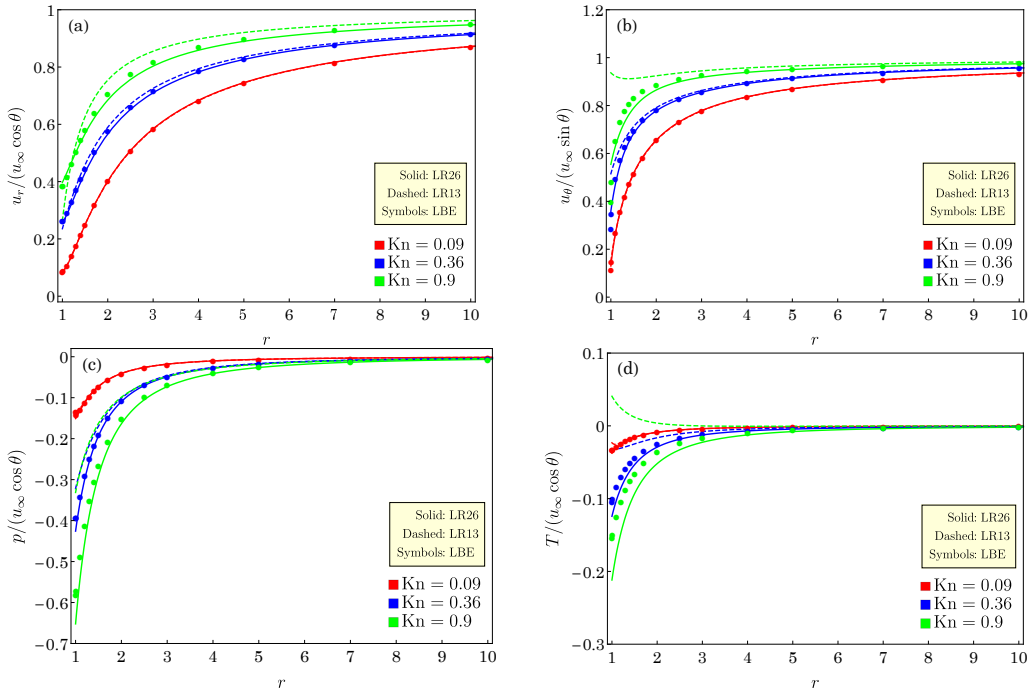 (a)
u_r/(u_∞ cos θ)
1
0.8
0.6
0.4
0.2
0
1 2 3 4 5 6 7 8 9 10
r
Solid: LR26
Dashed: LR13
Symbols: LBE
Kn = 0.09
Kn = 0.36
Kn = 0.9
(b)
u_θ/(u_∞ sin θ)
1.2
1.0
0.8
0.6
0.4
0.2
0
1 2 3 4 5 6 7 8 9 10
r
Solid: LR26
Dashed: LR13
Symbols: LBE
Kn = 0.09
Kn = 0.36
Kn = 0.9
(c)
p/(u_∞ cos θ)
0
−0.1
−0.2
−0.3
−0.4
−0.5
−0.6
−0.7
1 2 3 4 5 6 7 8 9 10
r
Solid: LR26
Dashed: LR13
Symbols: LBE
Kn = 0.09
Kn = 0.36
Kn = 0.9
(d)
T/(u_∞ cos θ)
0.1
0
−0.1
−0.2
−0.3
1 2 3 4 5 6 7 8 9 10
r
Solid: LR26
Dashed: LR13
Symbols: LBE
Kn = 0.09
Kn = 0.36
Kn = 0.9